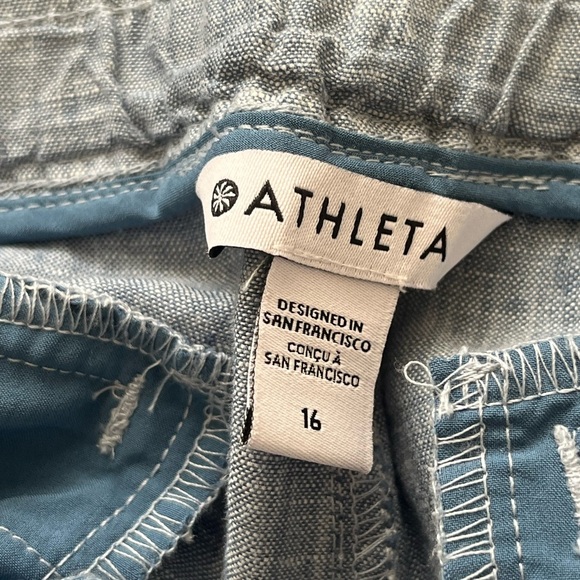 ATHLETA
DESIGNED IN
SAN FRANCISCO
CONÇU À
SAN FRANCISCO
16